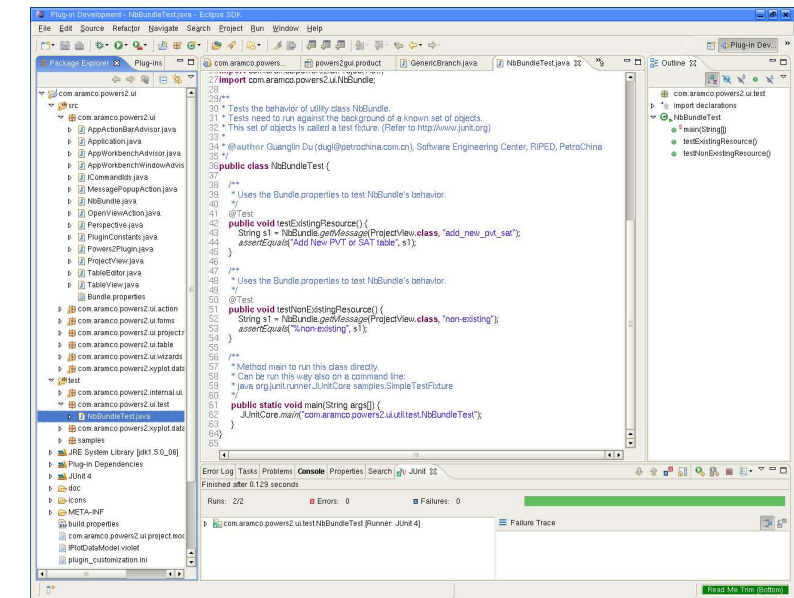 Plug-in Development - NbBundleTest.java - Eclipse SDK
File Edit Source Refactor Navigate Search Project Bun Window Help
Plug-in Dev... »
Package Explorer Plug-ins
com.aramco.powers... powers2gui.product GenericBranch.java NbBundleTest.java
Outline
com.aramco.powers2.ui
src
com.aramco.powers2.ui
AppActionBarAdvisor.java
Application.java
AppWorkbenchAdvisor.java
AppWorkbenchWindowAdvis
ICommandIds.java
MessagePopupAction.java
NbBundle.java
OpenViewAction.java
Perspective.java
PluginConstants.java
Powers2Plugin.java
ProjectView.java
TableEditor.java
TableView.java
Bundle.properties
com.aramco.powers2.ui.action
com.aramco.powers2.ui.forms
com.aramco.powers2.ui.project.r
com.aramco.powers2.ui.table
com.aramco.powers2.ui.wizards
com.aramco.powers2.xyplot.data
test
com.aramco.powers2.internal.ui.
com.aramco.powers2.ui.test
NbBundleTest.java
com.aramco.powers2.xyplot.data
samples
JRE System Library [jdk1.5.0_06]
Plug-in Dependencies
JUnit 4
doc
icons
META-INF
build.properties
com.aramco.powers2.ui.project.moc
IPlotDataModel.violet
plugin_customization.ini
27 import com.aramco.powers2.ui.NbBundle;
28
29 /**
30 * Tests the behavior of utility class NbBundle.
31 * Tests need to run against the background of a known set of objects.
32 * This set of objects is called a test fixture. (Refer to http://www.junit.org)
33 *
34 * @author Guanglin Du (dugl@petrochina.com.cn), Software Engineering Center, RIPED, PetroChina
35 */
36 public class NbBundleTest {
37
38 /**
39 * Uses the Bundle.properties to test NbBundle's behavior.
40 */
41 @Test
42 public void testExistingResource() {
43 String s1 = NbBundle.getMessage(ProjectView.class, "add_new_pvt_sat");
44 assertEquals("Add New PVT or SAT table", s1);
45 }
46
47 /**
48 * Uses the Bundle.properties to test NbBundle's behavior.
49 */
50 @Test
51 public void testNonExistingResource() {
52 String s1 = NbBundle.getMessage(ProjectView.class, "non-existing");
53 assertEquals("%non-existing", s1);
54 }
55
56 /**
57 * Method main to run this class directly.
58 * Can be run this way also on a command line:
59 * java org.junit.runner.JUnitCore samples.SimpleTestFixture
60 */
61 public static void main(String args[]) {
62 JUnitCore.main("com.aramco.powers2.ui.util.test.NbBundleTest");
63 }
64 }
65
com.aramco.powers2.ui.test
import declarations
NbBundleTest
main(String[])
testExistingResource()
testNonExistingResource()
Error Log Tasks Problems Console Properties Search JUnit
Finished after 0.129 seconds
Runs: 2/2 Errors: 0 Failures: 0
com.aramco.powers2.ui.test.NbBundleTest [Runner: JUnit 4]
Failure Trace
Read Me Trim (Bottom)